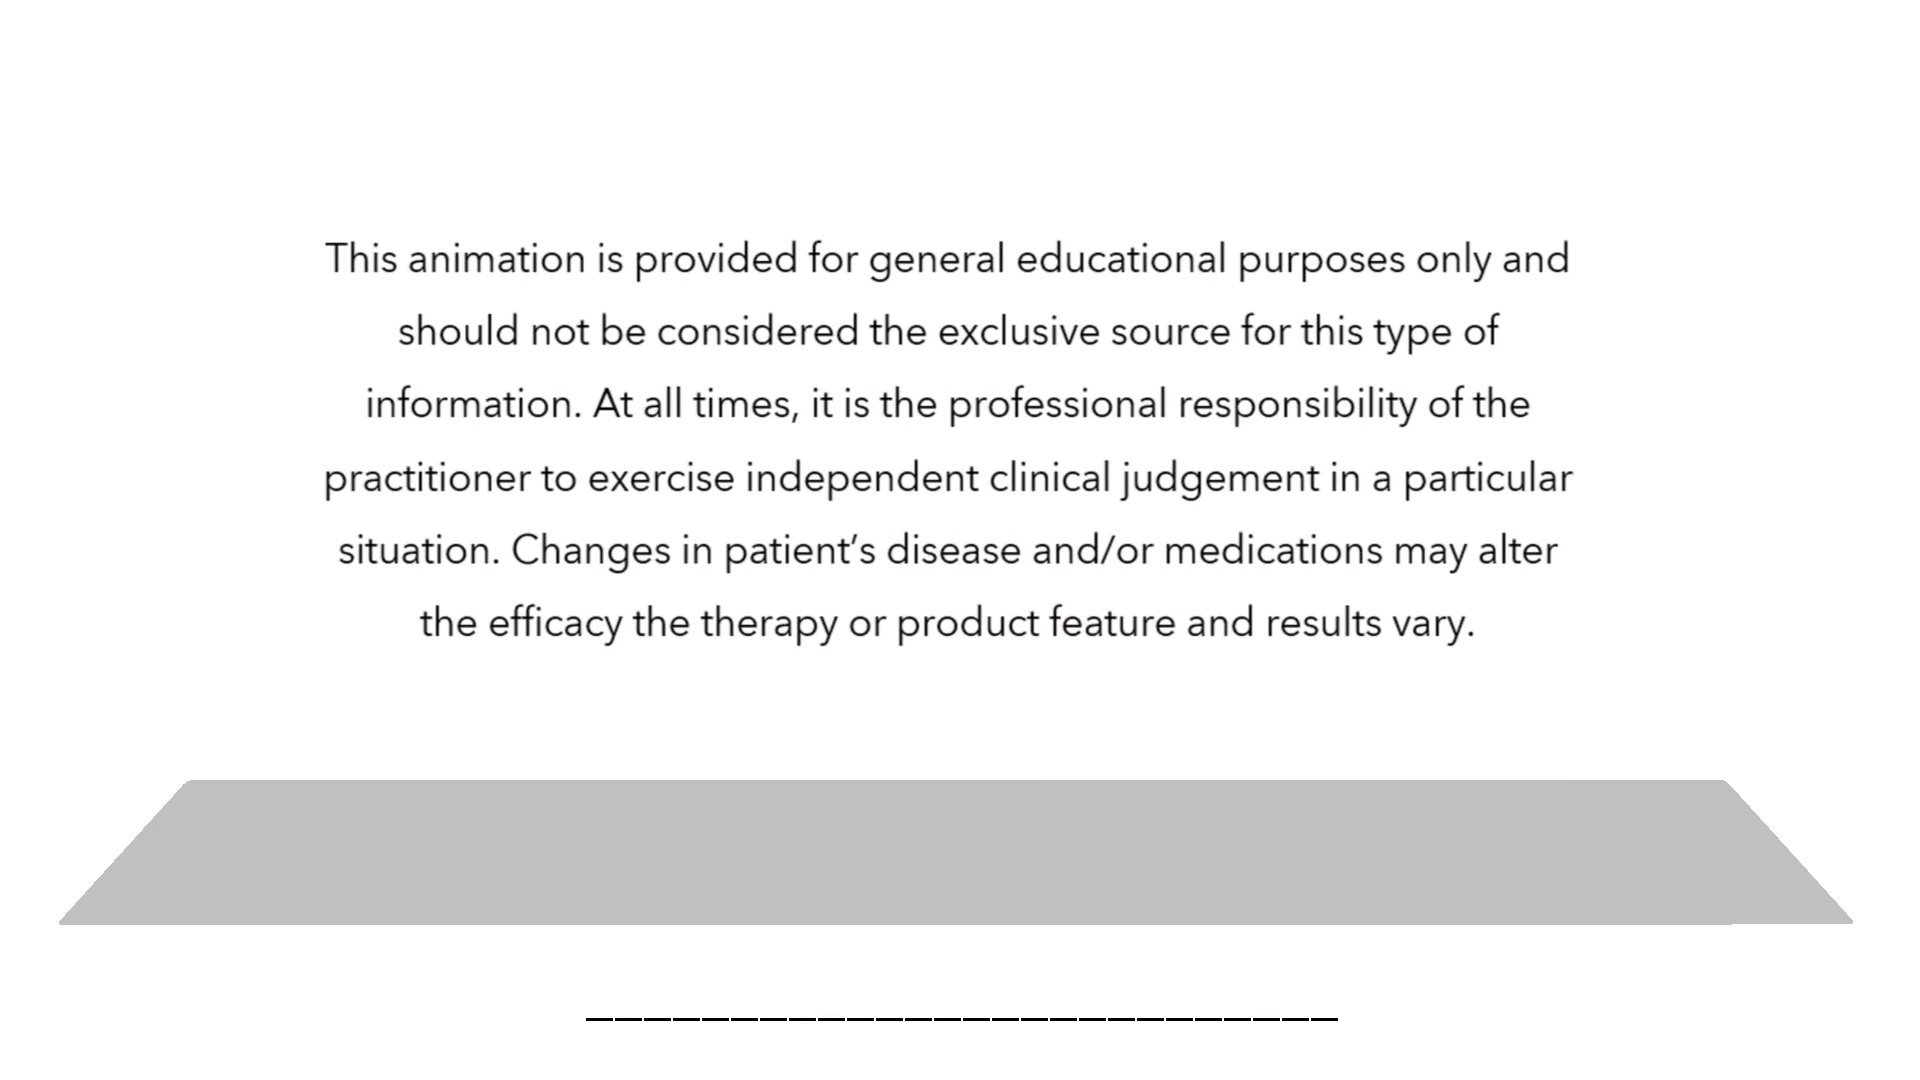 This animation is provided for general educational purposes only and
should not be considered the exclusive source for this type of
information. At all times, it is the professional responsibility of the
practitioner to exercise independent clinical judgement in a particular
situation. Changes in patient’s disease and/or medications may alter
the efficacy the therapy or product feature and results vary.
__________________________